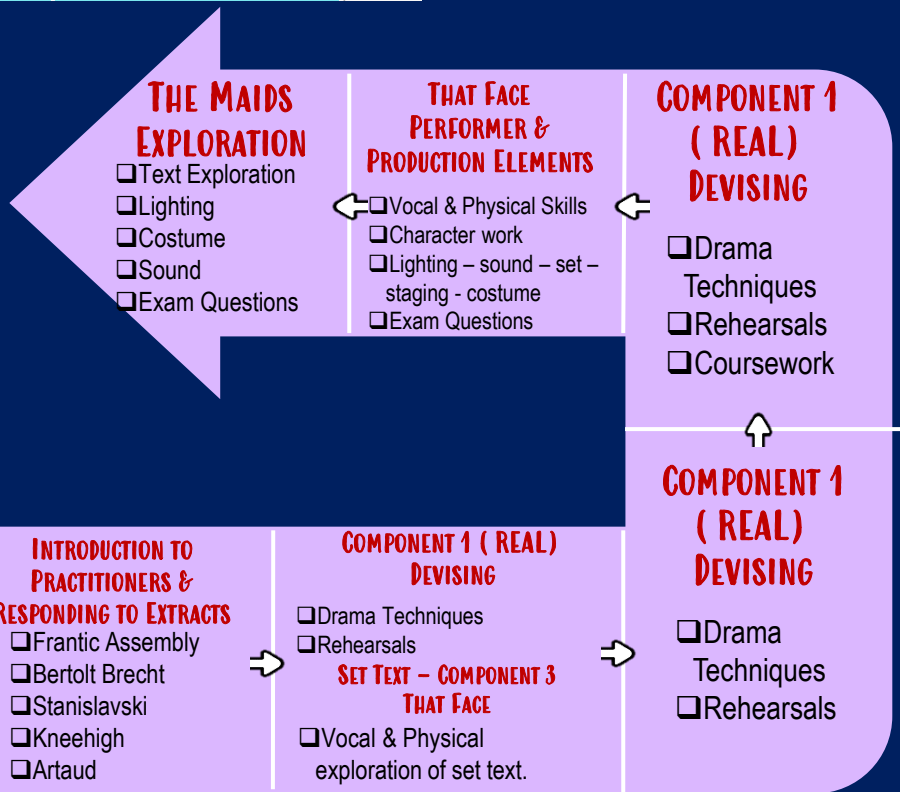 THE MAIDS
EXPLORATION
❑Text Exploration
❑Lighting
❑Costume
❑Sound
❑Exam Questions
THAT FACE
PERFORMER &
PRODUCTION ELEMENTS
❑Vocal & Physical Skills
❑Character work
❑Lighting – sound – set –
staging - costume
❑Exam Questions
COMPONENT 1
( REAL)
DEVISING
❑Drama
Techniques
❑Rehearsals
❑Coursework
INTRODUCTION TO
PRACTITIONERS &
RESPONDING TO EXTRACTS
❑Frantic Assembly
❑Bertolt Brecht
❑Stanislavski
❑Kneehigh
❑Artaud
COMPONENT 1 ( REAL)
DEVISING
❑Drama Techniques
❑Rehearsals
SET TEXT – COMPONENT 3
THAT FACE
❑Vocal & Physical
exploration of set text.
COMPONENT 1
( REAL)
DEVISING
❑Drama
Techniques
❑Rehearsals